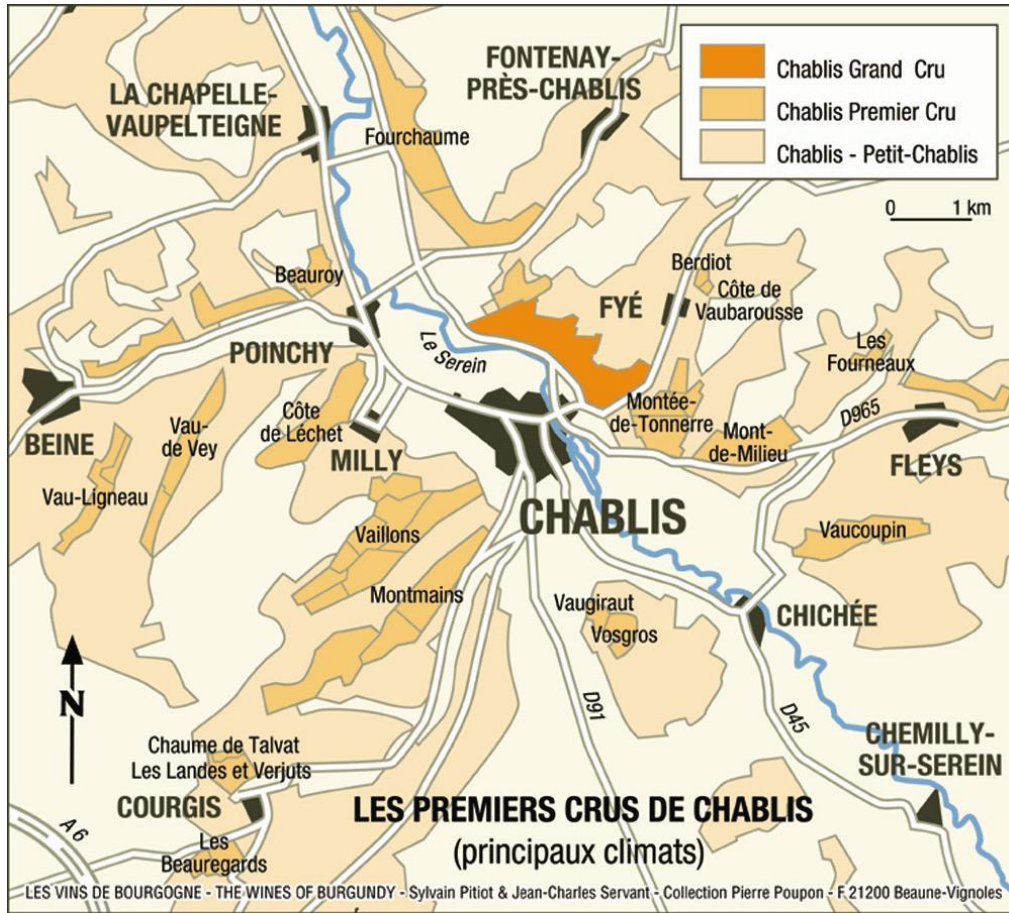 FONTENAY-
PRÈS-CHABLIS
LA CHAPELLE-
VAUPELTEIGNE
Fourchaume
Chablis Grand Cru
Chablis Premier Cru
Chablis - Petit-Chablis
0 1 km
Beauroy
Berdiot
Côte de
Vaubarousse
FYÉ
POINCHY
Le Serein
Les
Fourneaux
BEINE
Vau-
de Vey
Côte
de Léchet
MILLY
Montée-
de-Tonnerre
Mont-
de-Milieu
D965
FLEYS
Vau-Ligneau
Vaillons
CHABLIS
Vaucoupin
Montmains
Vaugiraut
Vosgros
CHICHÉE
N
D91
D45
CHEMILLY-
SUR-SEREIN
Chaume de Talvat
Les Landes et Verjuts
COURGIS
A 6
Les
Beauregards
LES PREMIERS CRUS DE CHABLIS
(principaux climats)
LES VINS DE BOURGOGNE - THE WINES OF BURGUNDY - Sylvain Pitiot & Jean-Charles Servant - Collection Pierre Poupon - F 21200 Beaune-Vignoles